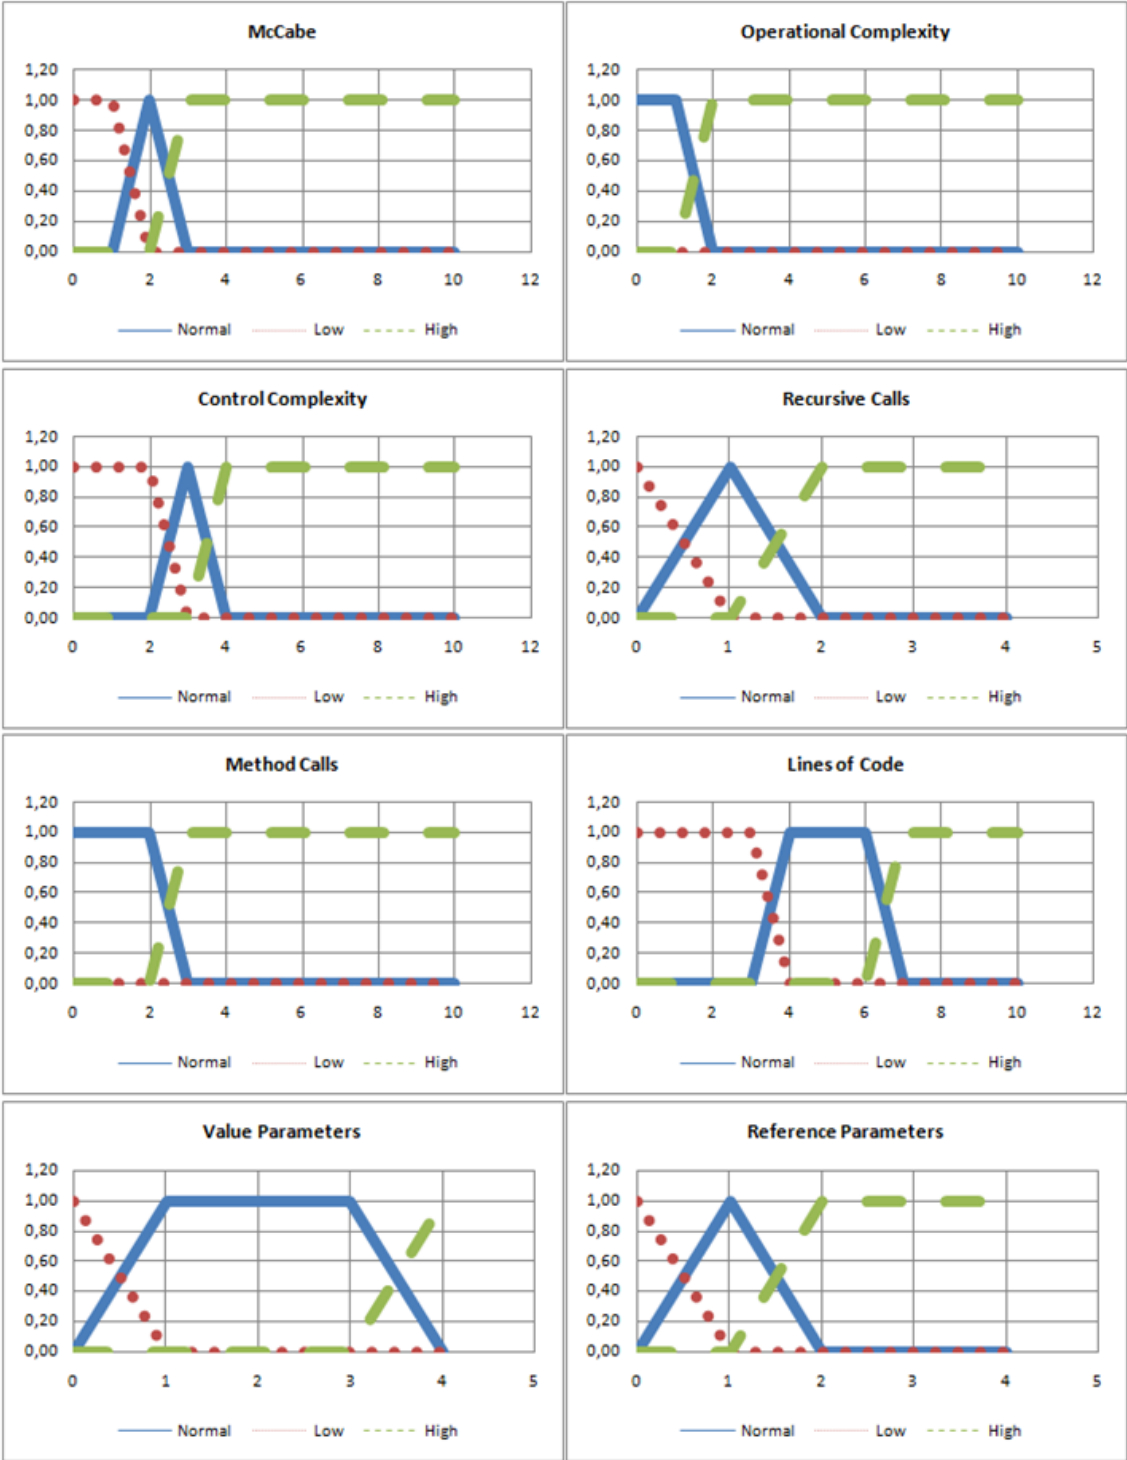 McCabe
1,20
1,00
0,80
0,60
0,40
0,20
0,00
0 2 4 6 8 10 12
Normal Low High
Operational Complexity
1,20
1,00
0,80
0,60
0,40
0,20
0,00
0 2 4 6 8 10 12
Normal Low High
Control Complexity
1,20
1,00
0,80
0,60
0,40
0,20
0,00
0 2 4 6 8 10 12
Normal Low High
Recursive Calls
1,20
1,00
0,80
0,60
0,40
0,20
0,00
0 1 2 3 4 5
Normal Low High
Method Calls
1,20
1,00
0,80
0,60
0,40
0,20
0,00
0 2 4 6 8 10 12
Normal Low High
Lines of Code
1,20
1,00
0,80
0,60
0,40
0,20
0,00
0 2 4 6 8 10 12
Normal Low High
Value Parameters
1,20
1,00
0,80
0,60
0,40
0,20
0,00
0 1 2 3 4 5
Normal Low High
Reference Parameters
1,20
1,00
0,80
0,60
0,40
0,20
0,00
0 1 2 3 4 5
Normal Low High